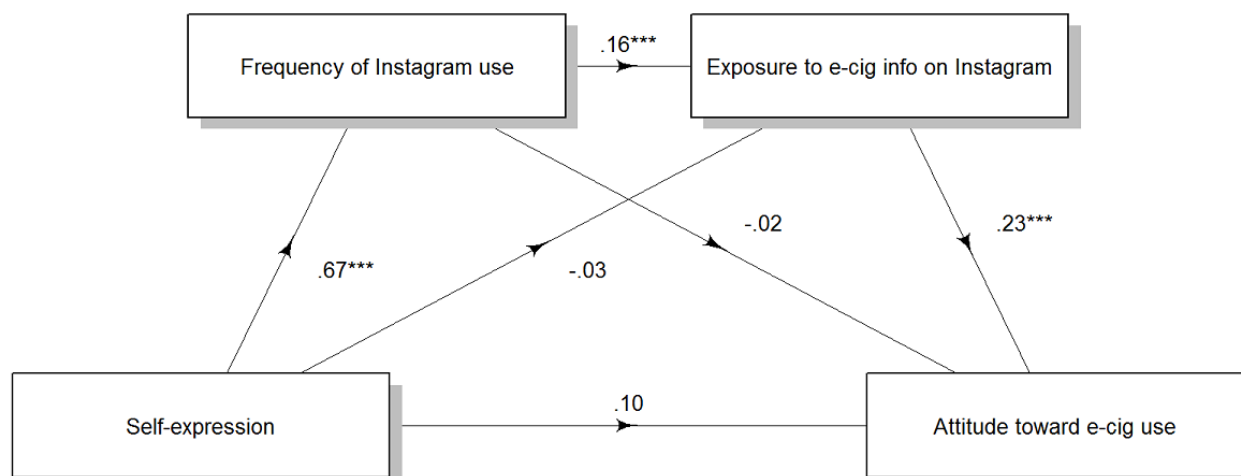 .16***
Frequency of Instagram use
Exposure to e-cig info on Instagram
-.02
.23***
.67***
-.03
.10
Self-expression
Attitude toward e-cig use